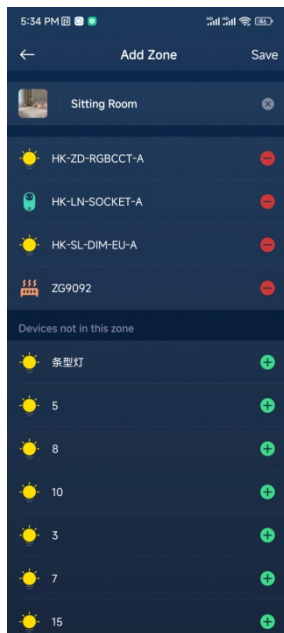 5:34 PM
46
Add Zone
Save
Sitting Room
HK-ZD-RGBCCT-A
HK-LN-SOCKET-A
HK-SL-DIM-EU-A
ZG9092
Devices not in this zone
条型灯
5
8
10
3
7
15